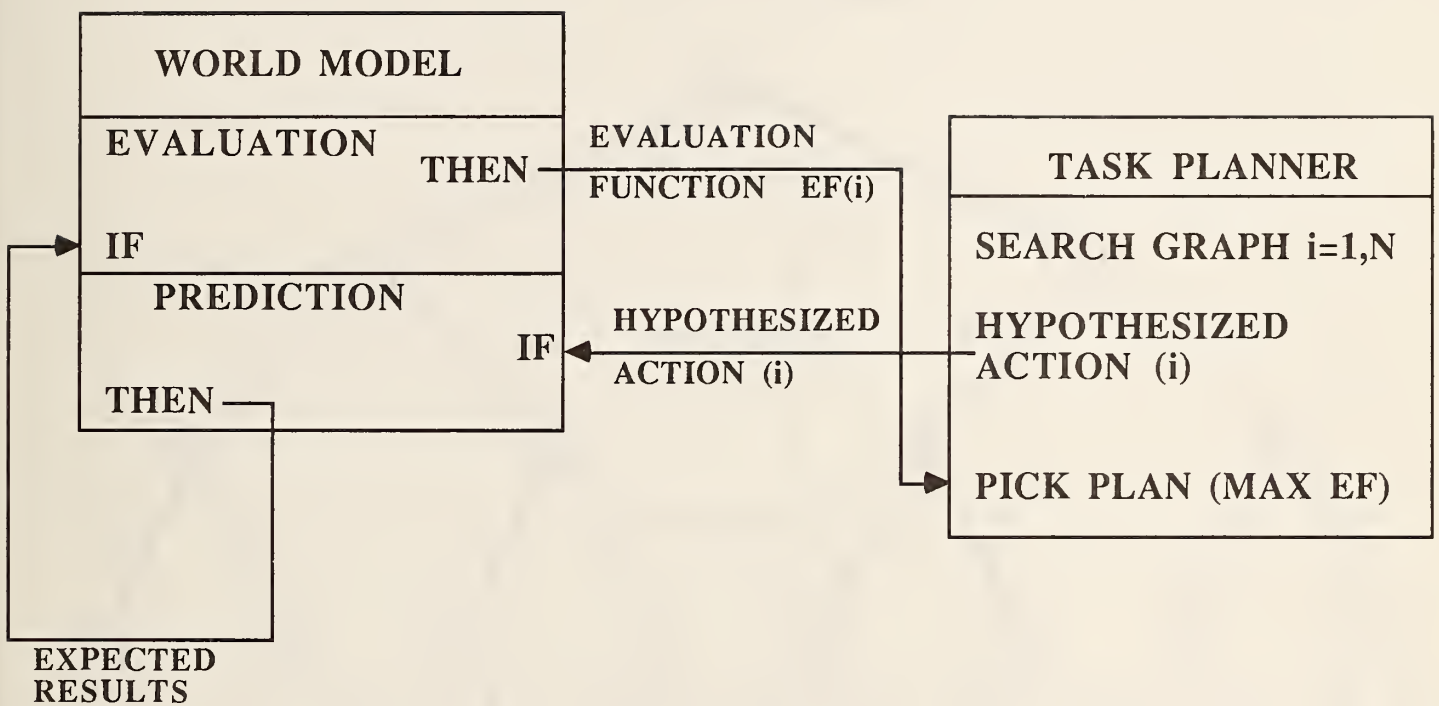 WORLD MODEL
EVALUATION
THEN
IF
PREDICTION
IF
THEN
EXPECTED
RESULTS
EVALUATION
FUNCTION EF(i)
HYPOTHESIZED
ACTION (i)
TASK PLANNER
SEARCH GRAPH i=1,N
HYPOTHESIZED
ACTION (i)
PICK PLAN (MAX EF)